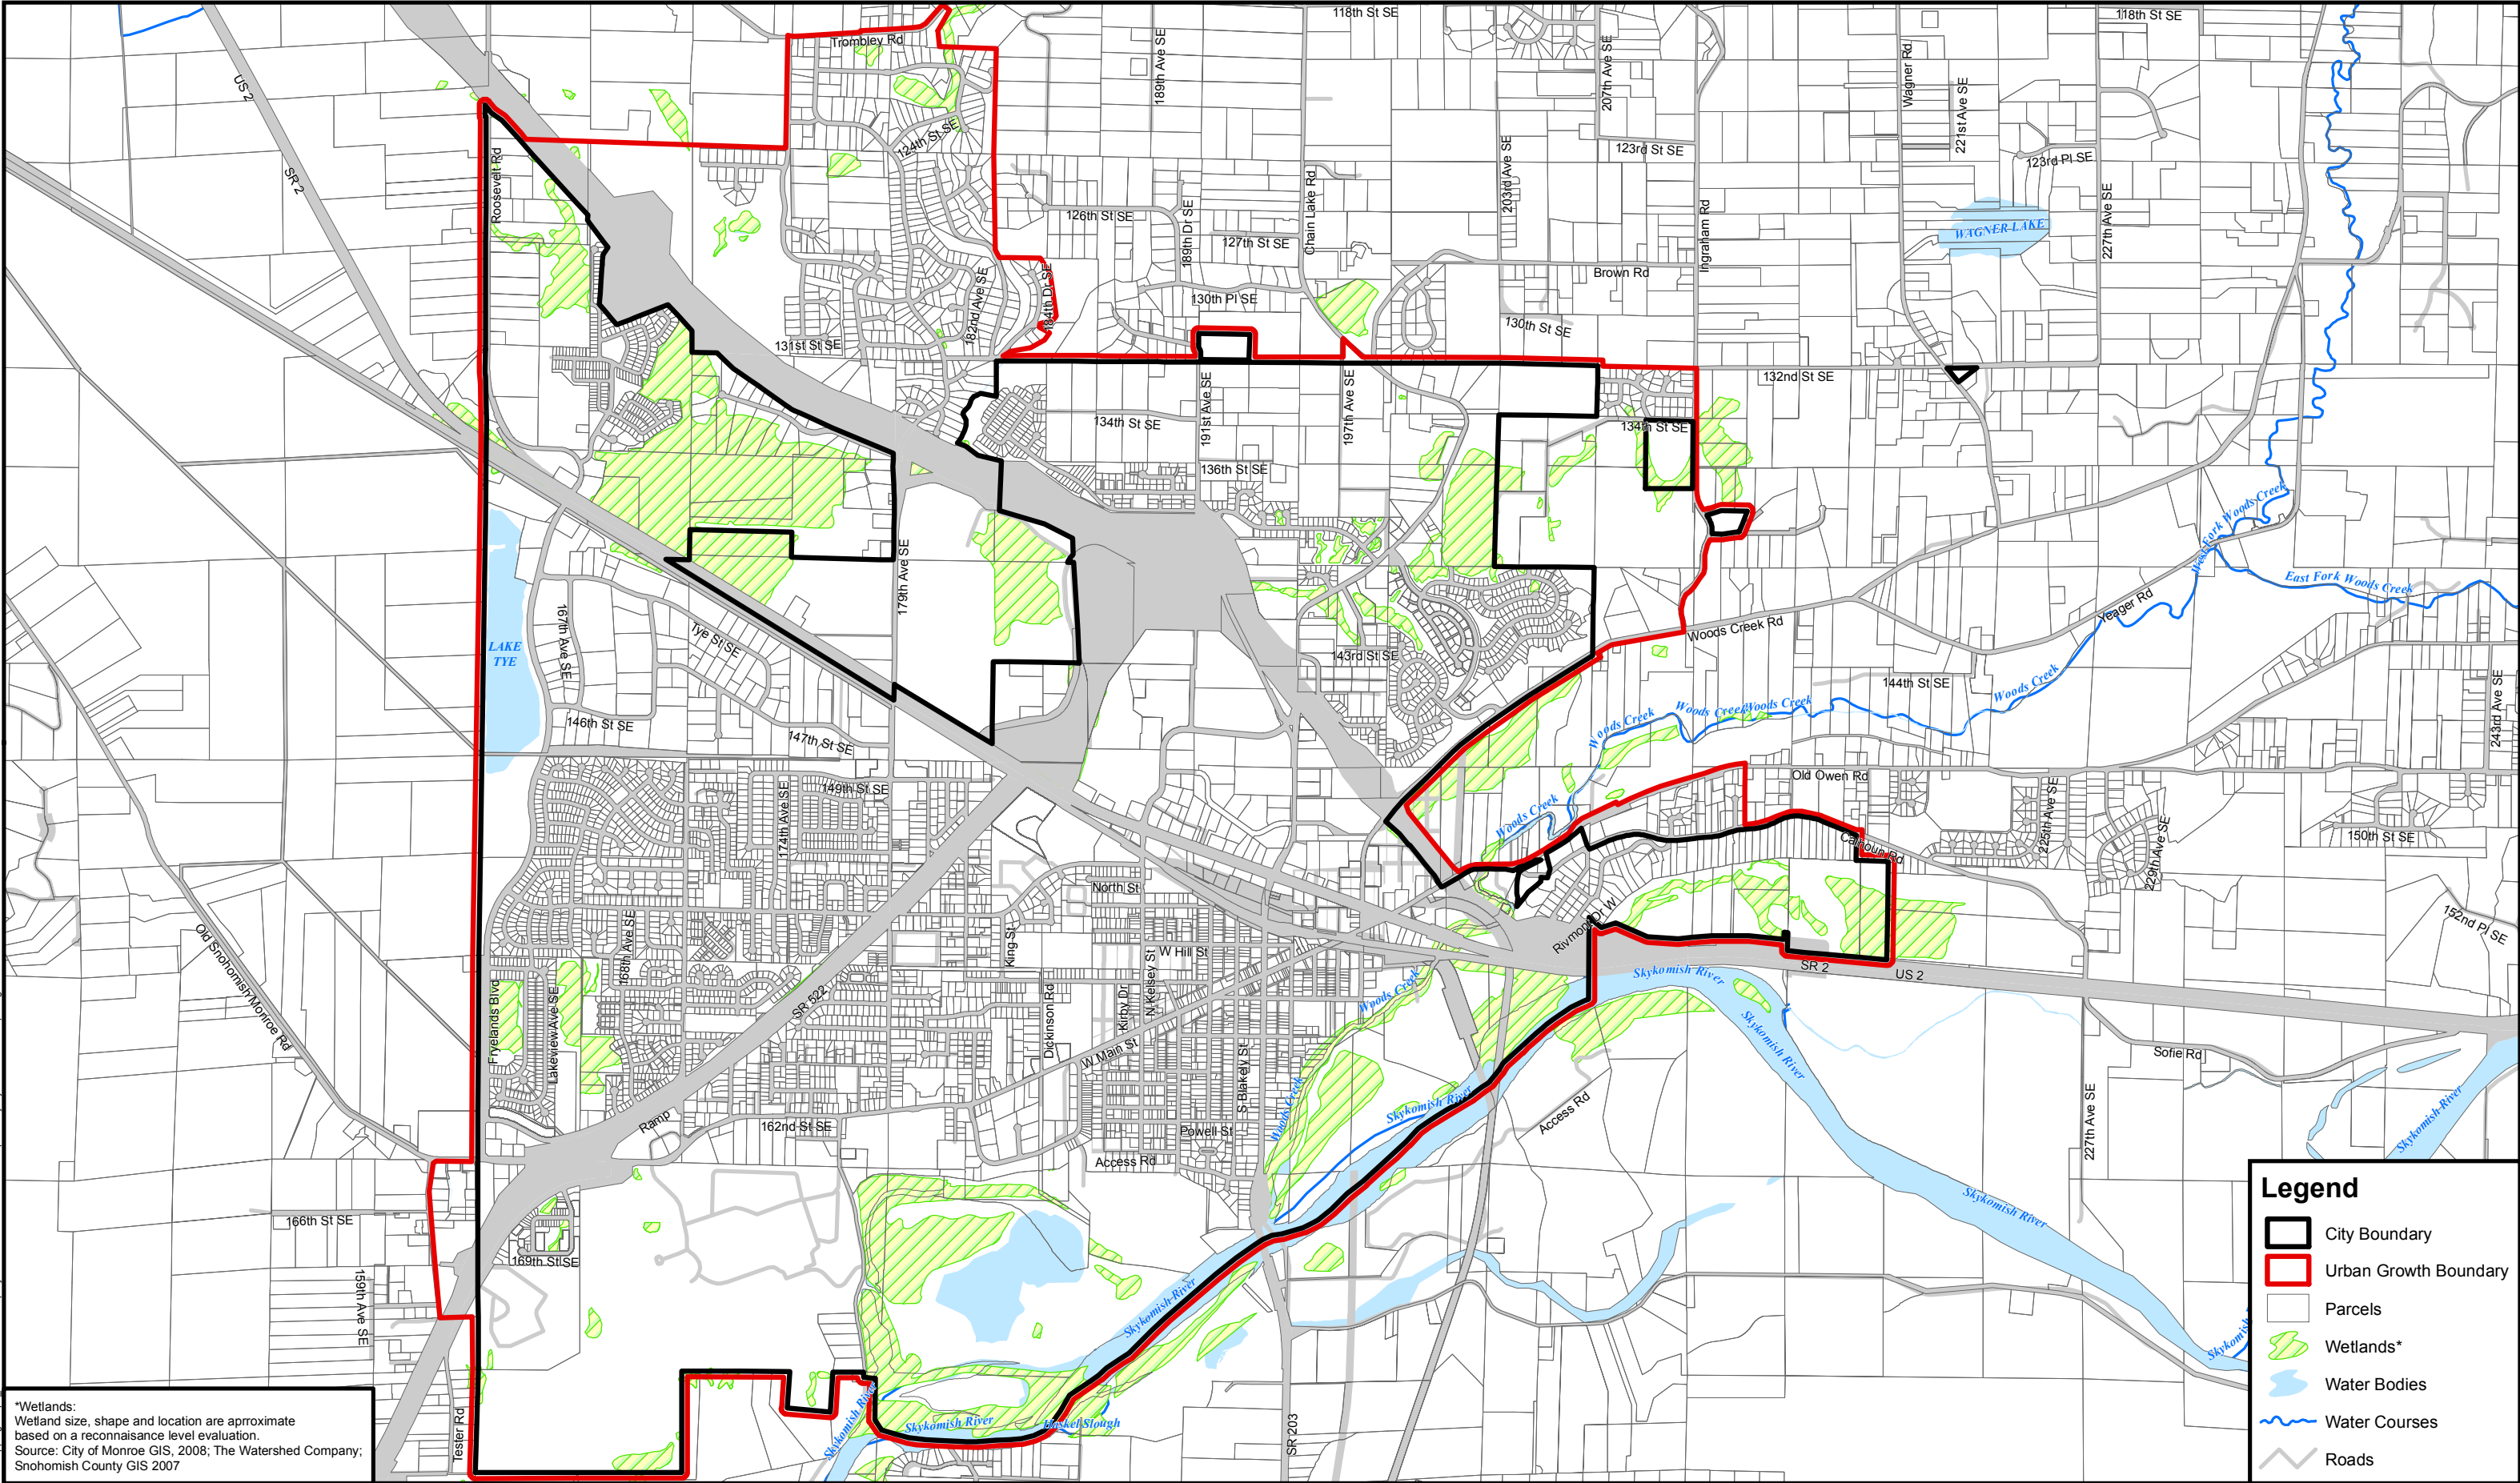 118th St SE
118th St SE
Trombley Rd
US 2
189th Ave SE
207th Ave SE
Wagner Rd
221st Ave SE
124th St SE
123rd St SE
123rd Pl SE
Roosevelt Rd
SR 2
203rd Ave SE
Chain Lake Rd
126th St SE
189th Dr SE
127th St SE
Ingraham Rd
WAGNER LAKE
227th Ave SE
182nd Ave SE
184th Dr SE
Brown Rd
130th Pl SE
130th St SE
131st St SE
132nd St SE
191st Ave SE
197th Ave SE
134th St SE
134th St SE
136th St SE
West Fork Woods Creek
179th Ave SE
East Fork Woods Creek
167th Ave SE
Tye St SE
Yeager Rd
Woods Creek Rd
LAKE
TYE
143rd St SE
144th St SE
Woods Creek
243rd Ave SE
146th St SE
147th St SE
Woods Creek
Woods Creek
Woods Creek
149th St SE
174th Ave SE
Old Owen Rd
225th Ave SE
Woods Creek
150th St SE
Calhoun Rd
229th Ave SE
North St
152nd Pl SE
Old Snohomish Monroe Rd
168th Ave SE
King St
W Hill St
Rivmont Dr W
SR 2
US 2
Fryelands Blvd
Lakeview Ave SE
SR 522
Dickinson Rd
Kirby Dr
N Kelsey St
Woods Creek
Skykomish River
Skykomish River
W Main St
Sofie Rd
S Blakely St
Woods Creek
Skykomish River
Access Rd
Ramp
162nd St SE
Powell St
227th Ave SE
Skykomish River
Access Rd
166th St SE
169th St SE
159th Ave SE
Skykomish River
Skykomish River
Skykomish
Skykomish River
Skykomish River
Haskel Slough
Tester Rd
SR 203
Legend
City Boundary
Urban Growth Boundary
Parcels
Wetlands*
Water Bodies
Water Courses
Roads
*Wetlands:
Wetland size, shape and location are aprroximate
based on a reconnaisance level evaluation.
Source: City of Monroe GIS, 2008; The Watershed Company;
Snohomish County GIS 2007